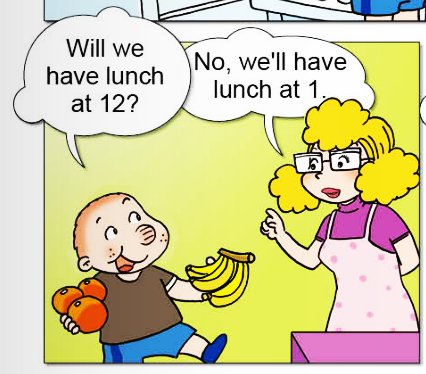 Will we
have lunch
at 12?
No, we'll have
lunch at 1.